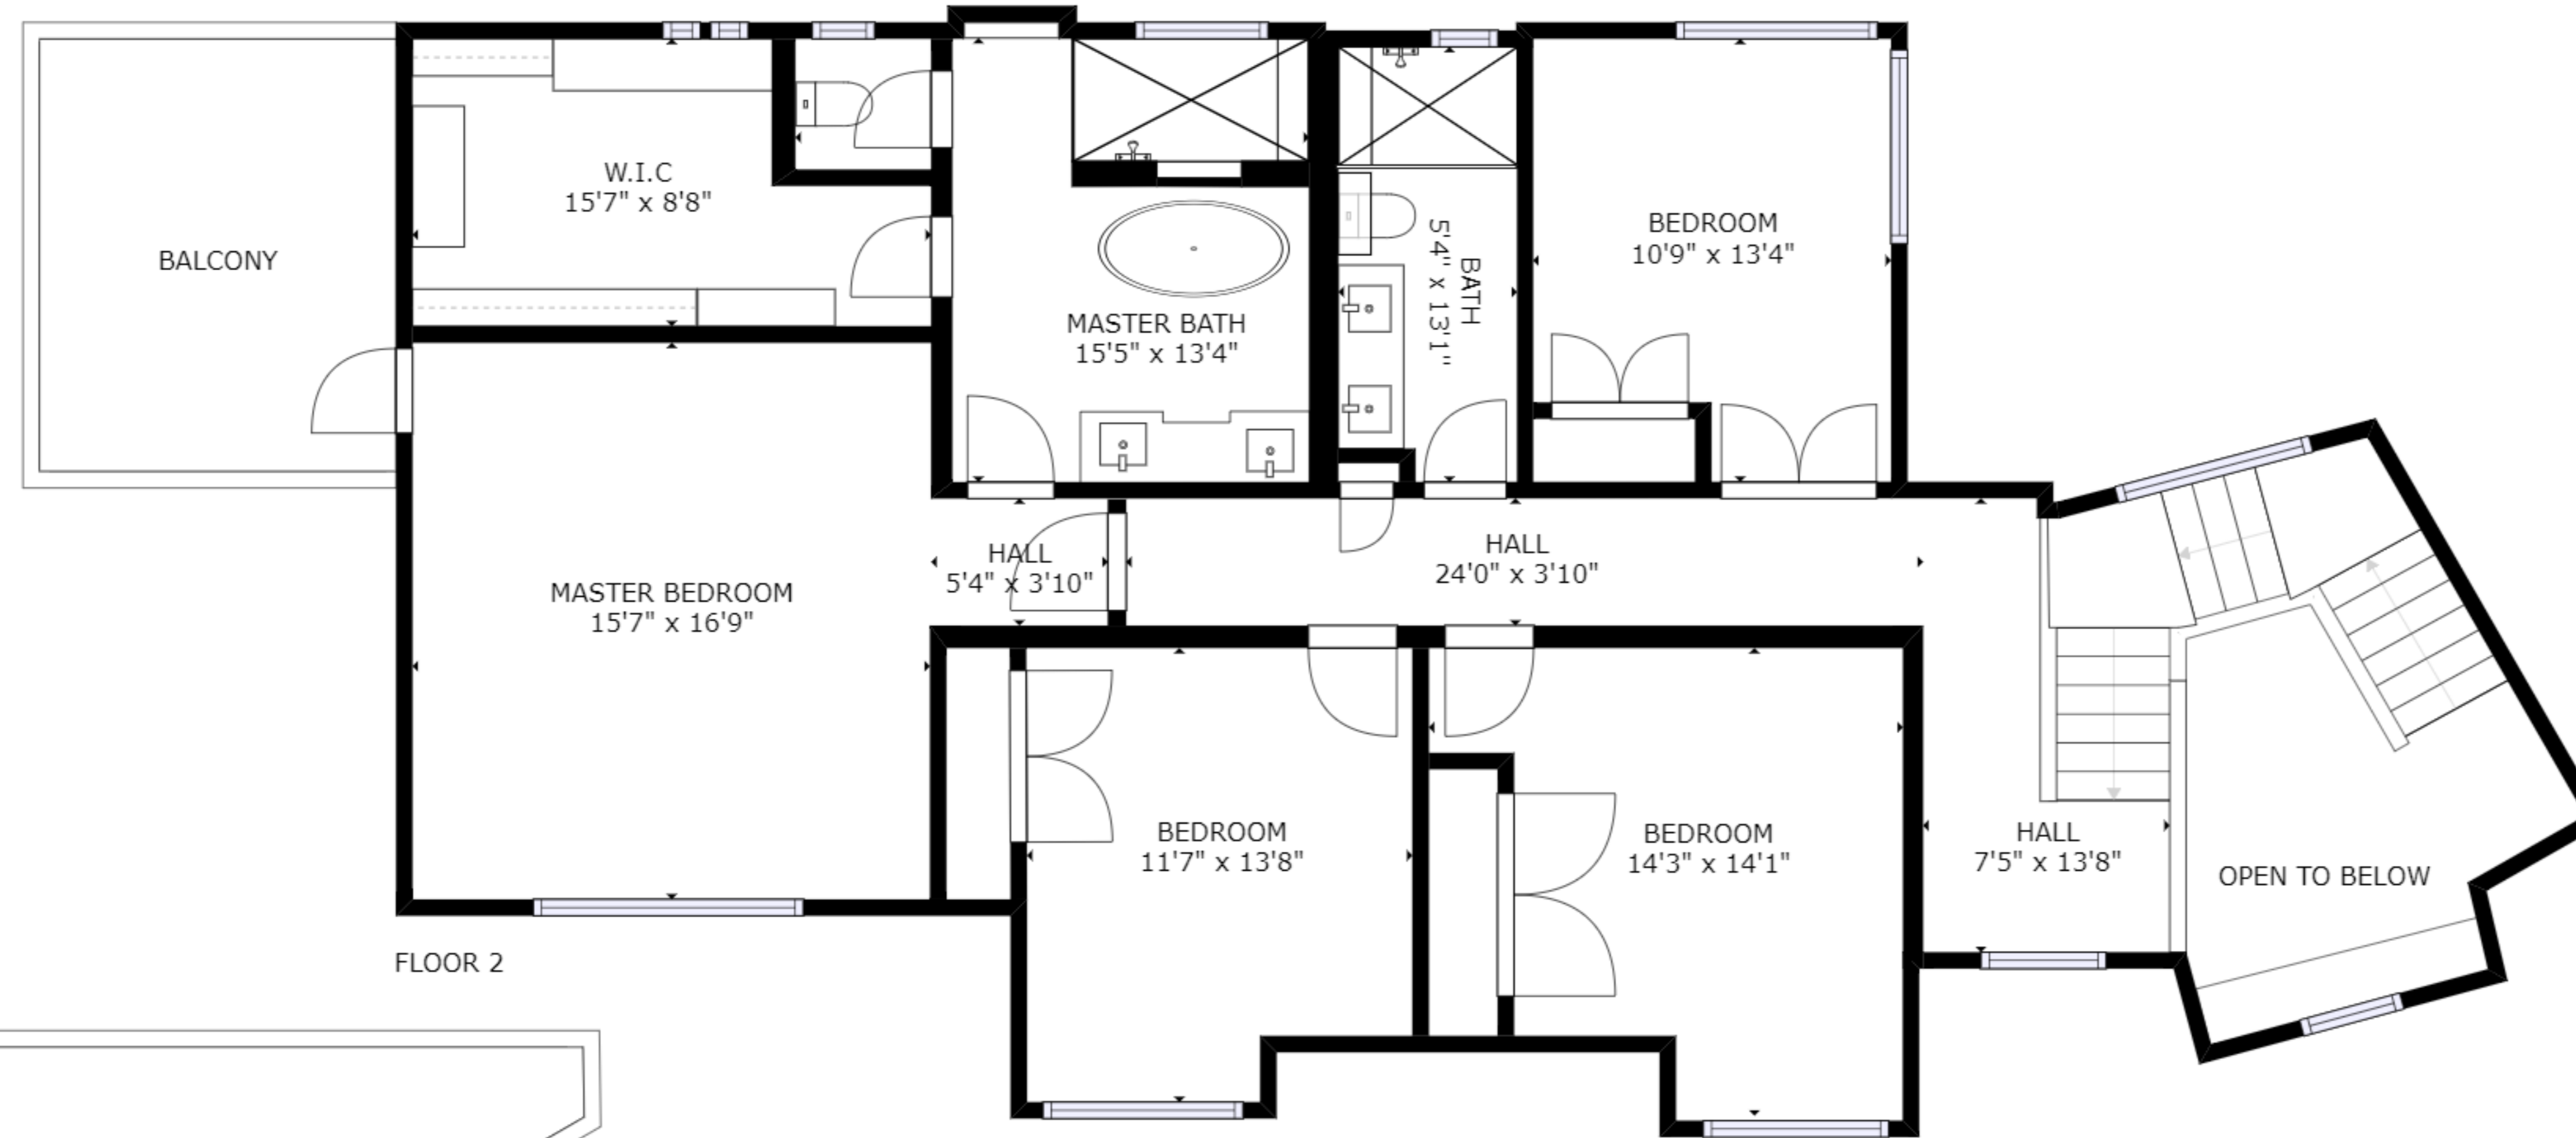 W.I.C
15'7" x 8'8"
BALCONY
MASTER BATH
15'5" x 13'4"
BATH
5'4" x 13'1"
BEDROOM
10'9" x 13'4"
HALL
5'4" x 3'10"
HALL
24'0" x 3'10"
MASTER BEDROOM
15'7" x 16'9"
BEDROOM
11'7" x 13'8"
BEDROOM
14'3" x 14'1"
HALL
7'5" x 13'8"
OPEN TO BELOW
FLOOR 2